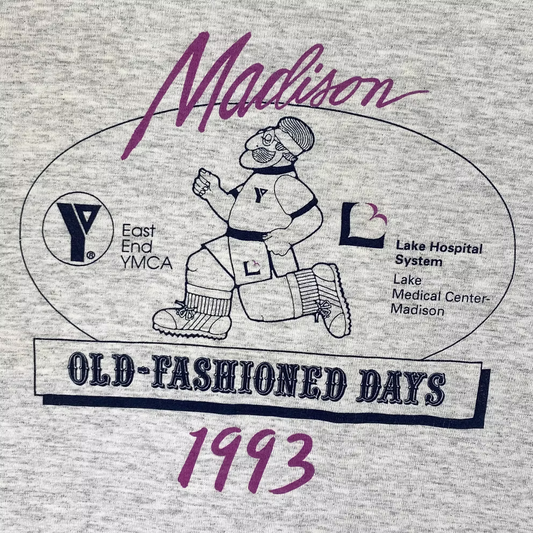 Madison
Y
®
East
End
YMCA
Y
Lake Hospital
System
Lake
Medical Center-
Madison
OLD-FASHIONED DAYS
1993